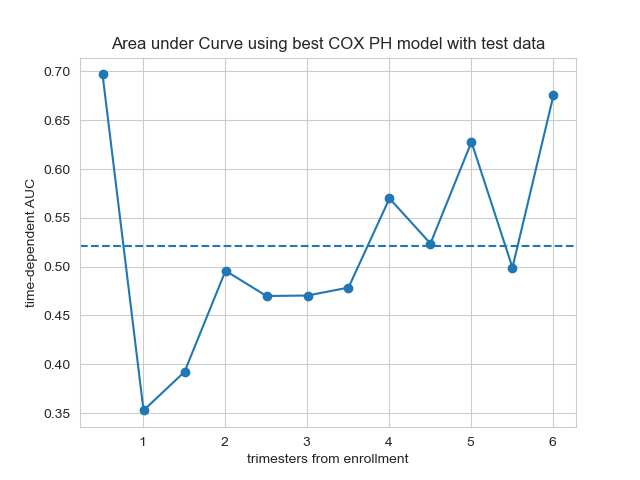 Area under Curve using best COX PH model with test data
time-dependent AUC
0.70
0.65
0.60
0.55
0.50
0.45
0.40
0.35
1 2 3 4 5 6
trimesters from enrollment